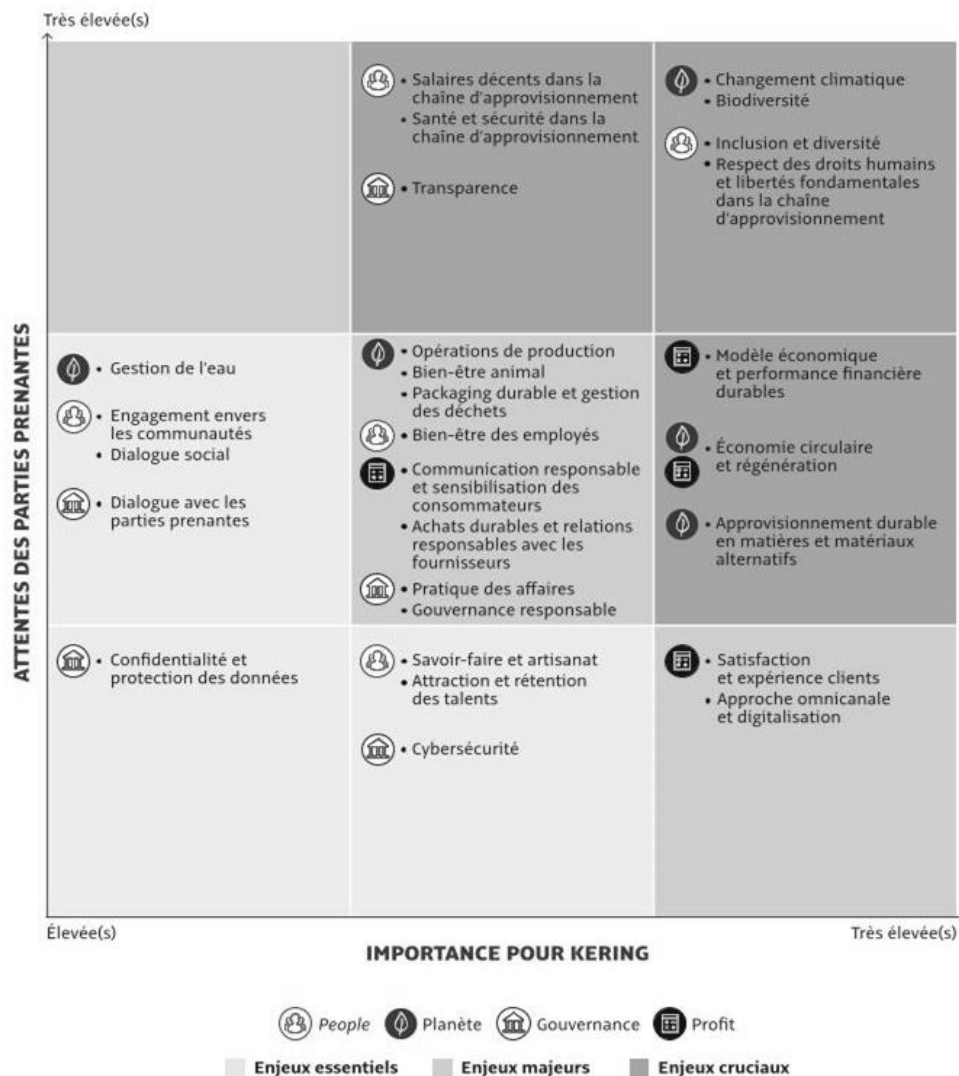 Très élevée(s)
• Salaires décents dans la
chaîne d'approvisionnement
• Santé et sécurité dans la
chaîne d'approvisionnement
• Transparence
• Changement climatique
• Biodiversité
• Inclusion et diversité
• Respect des droits humains
et libertés fondamentales
dans la chaîne
d'approvisionnement
ATTENTES DES PARTIES PRENANTES
• Gestion de l'eau
• Engagement envers
les communautés
• Dialogue social
• Dialogue avec les
parties prenantes
• Opérations de production
• Bien-être animal
• Packaging durable et gestion
des déchets
• Bien-être des employés
• Communication responsable
et sensibilisation des
consommateurs
• Achats durables et relations
responsables avec les
fournisseurs
• Pratique des affaires
• Gouvernance responsable
• Modèle économique
et performance financière
durables
• Économie circulaire
et régénération
• Approvisionnement durable
en matières et matériaux
alternatifs
• Confidentialité et
protection des données
• Savoir-faire et artisanat
• Attraction et rétention
des talents
• Cybersécurité
• Satisfaction
et expérience clients
• Approche omnicanale
et digitalisation
Élevée(s)
Très élevée(s)
IMPORTANCE POUR KERING
People Planète Gouvernance Profit
Enjeux essentiels Enjeux majeurs Enjeux cruciaux